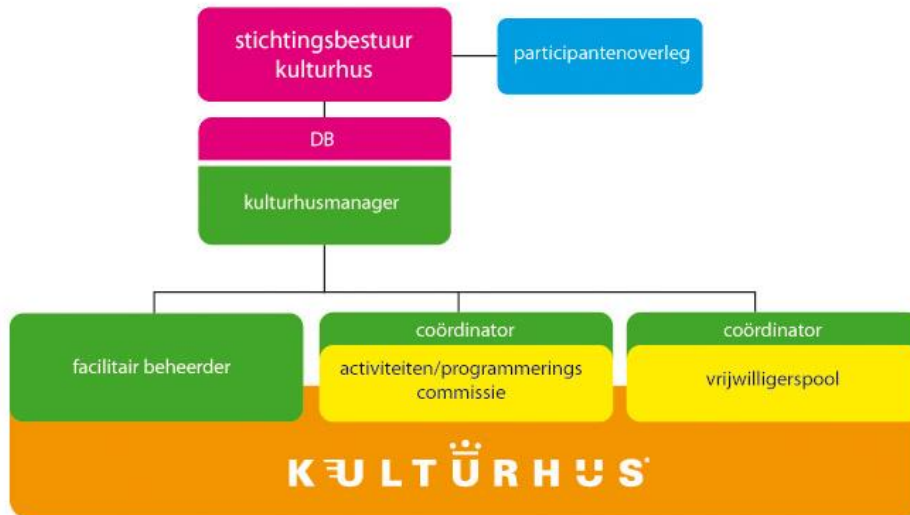 stichtingsbestuur
kulturhus
participantenoverleg
DB
kulturhusmanager
facilitair beheerder
coördinator
activiteiten/programmerings
commissie
coördinator
vrijwilligerspool
KULTURHUS